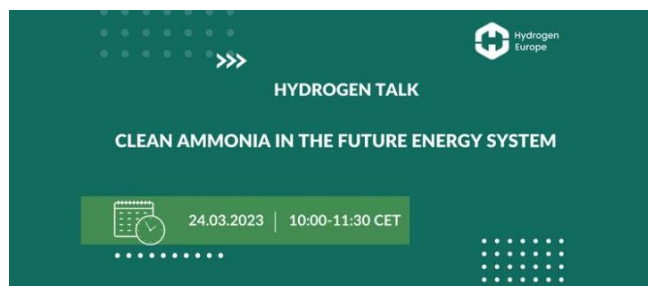 Hydrogen
Europe
HYDROGEN TALK
CLEAN AMMONIA IN THE FUTURE ENERGY SYSTEM
24.03.2023 | 10:00-11:30 CET